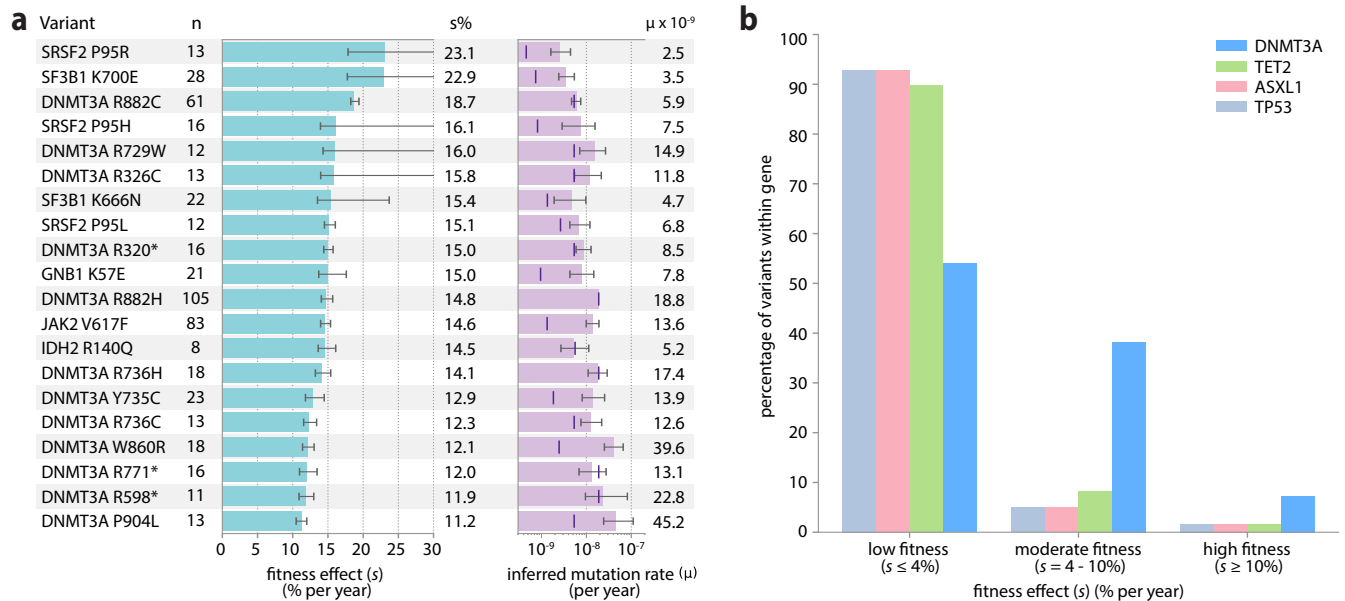 a
Variant n s% μ x 10⁻⁹
SRSF2 P95R 13 23.1 2.5
SF3B1 K700E 28 22.9 3.5
DNMT3A R882C 61 18.7 5.9
SRSF2 P95H 16 16.1 7.5
DNMT3A R729W 12 16.0 14.9
DNMT3A R326C 13 15.8 11.8
SF3B1 K666N 22 15.4 4.7
SRSF2 P95L 12 15.1 6.8
DNMT3A R320* 16 15.0 8.5
GNB1 K57E 21 15.0 7.8
DNMT3A R882H 105 14.8 18.8
JAK2 V617F 83 14.6 13.6
IDH2 R140Q 8 14.5 5.2
DNMT3A R736H 18 14.1 17.4
DNMT3A Y735C 23 12.9 13.9
DNMT3A R736C 13 12.3 12.6
DNMT3A W860R 18 12.1 39.6
DNMT3A R771* 16 12.0 13.1
DNMT3A R598* 11 11.9 22.8
DNMT3A P904L 13 11.2 45.2
0 5 10 15 20 25 30
fitness effect (s)
(% per year)
10⁻⁹ 10⁻⁸ 10⁻⁷
inferred mutation rate (μ)
(per year)
b
percentage of variants within gene
100
90
80
70
60
50
40
30
20
10
0
DNMT3A
TET2
ASXL1
TP53
low fitness
(s ≤ 4%)
moderate fitness
(s = 4 - 10%)
high fitness
(s ≥ 10%)
fitness effect (s) (% per year)